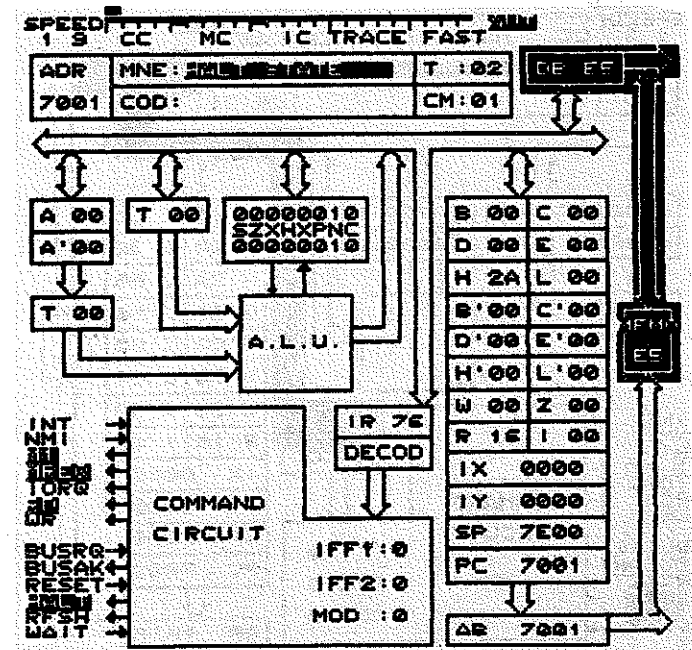 SPEED
1 S CC MC IC TRACE FAST
ADR MNE: T :02
7001 COD: CM:01
DB E5
A 00
A'00
T 00
T 00
00000010
SZXHXPNC
00000010
A.L.U.
B 00 C 00
D 00 E 00
H 2A L 00
B'00 C'00
D'00 E'00
H'00 L'00
W 00 Z 00
R 16 I 00
IX 0000
IY 0000
SP 7E00
PC 7001
AB 7001
E5
IR 76
DECOD
COMMAND
CIRCUIT
IFF1:0
IFF2:0
MOD :0
INT
NMI
IORQ
WR
BUSRQ
BUSAK
RESET
RFSH
WAIT